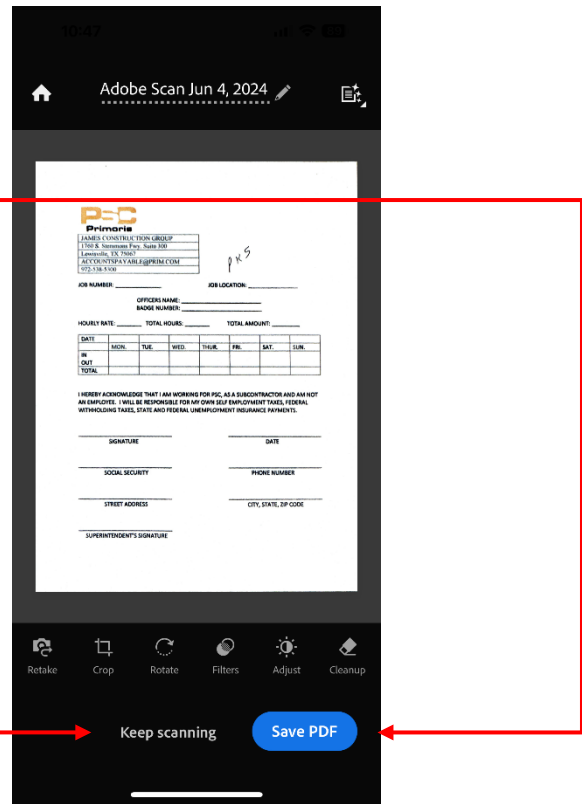 10:47
Adobe Scan Jun 4, 2024
PSC
Primoris
JAMES CONSTRUCTION GROUP
1760 S. Stemmons Fwy, Suite 300
Lewisville, TX 75067
ACCOUNTSPAYABLE@PRIM.COM
972-538-5300
PKS
JOB NUMBER: JOB LOCATION:
OFFICERS NAME:
BADGE NUMBER:
HOURLY RATE: TOTAL HOURS: TOTAL AMOUNT:
DATE
MON. TUE. WED. THUR. FRI. SAT. SUN.
IN
OUT
TOTAL
I HEREBY ACKNOWLEDGE THAT I AM WORKING FOR PSC, AS A SUBCONTRACTOR AND AM NOT
AN EMPLOYEE. I WILL BE RESPONSIBLE FOR MY OWN SELF EMPLOYMENT TAXES, FEDERAL
WITHHOLDING TAXES, STATE AND FEDERAL UNEMPLOYMENT INSURANCE PAYMENTS.
SIGNATURE DATE
SOCIAL SECURITY PHONE NUMBER
STREET ADDRESS CITY, STATE, ZIP CODE
SUPERINTENDENT'S SIGNATURE
Retake Crop Rotate Filters Adjust Cleanup
Keep scanning Save PDF